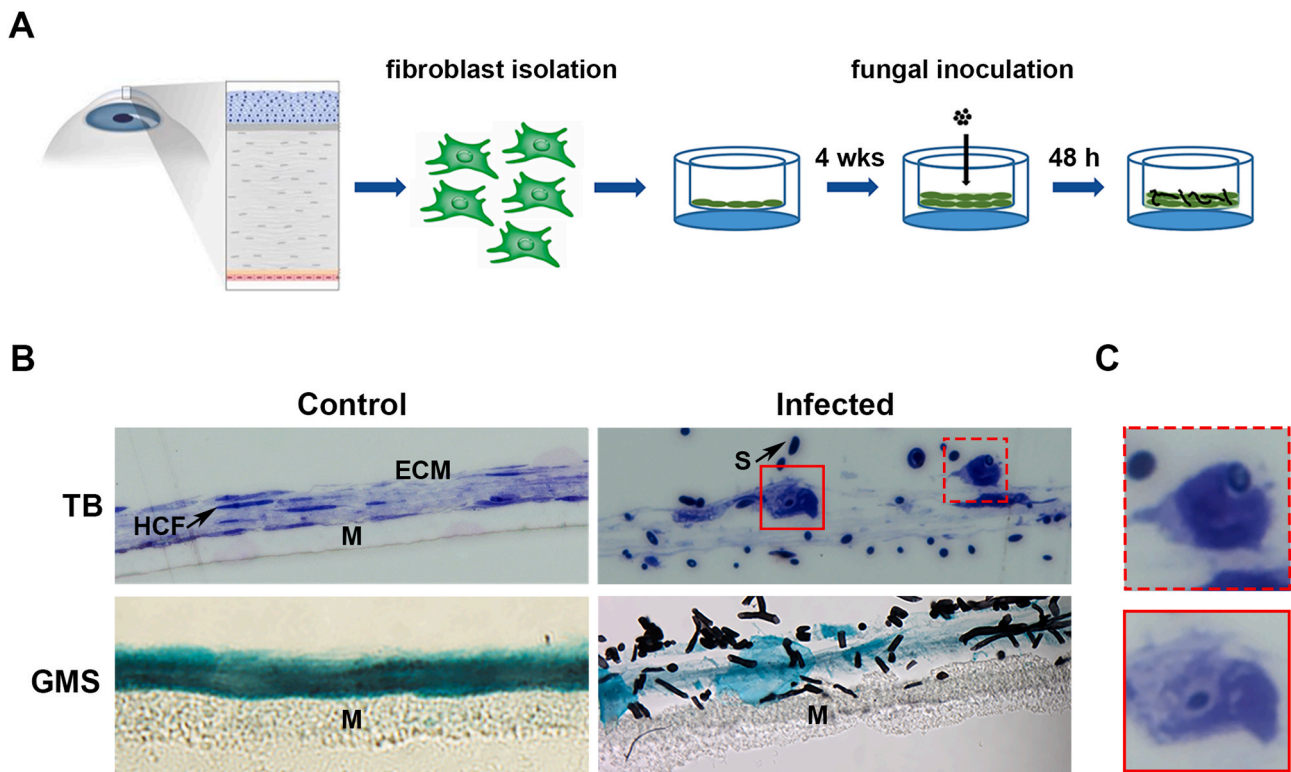 A
fibroblast isolation
fungal inoculation
4 wks
48 h
B
C
Control
Infected
TB
ECM
HCF
M
S
GMS
M
M